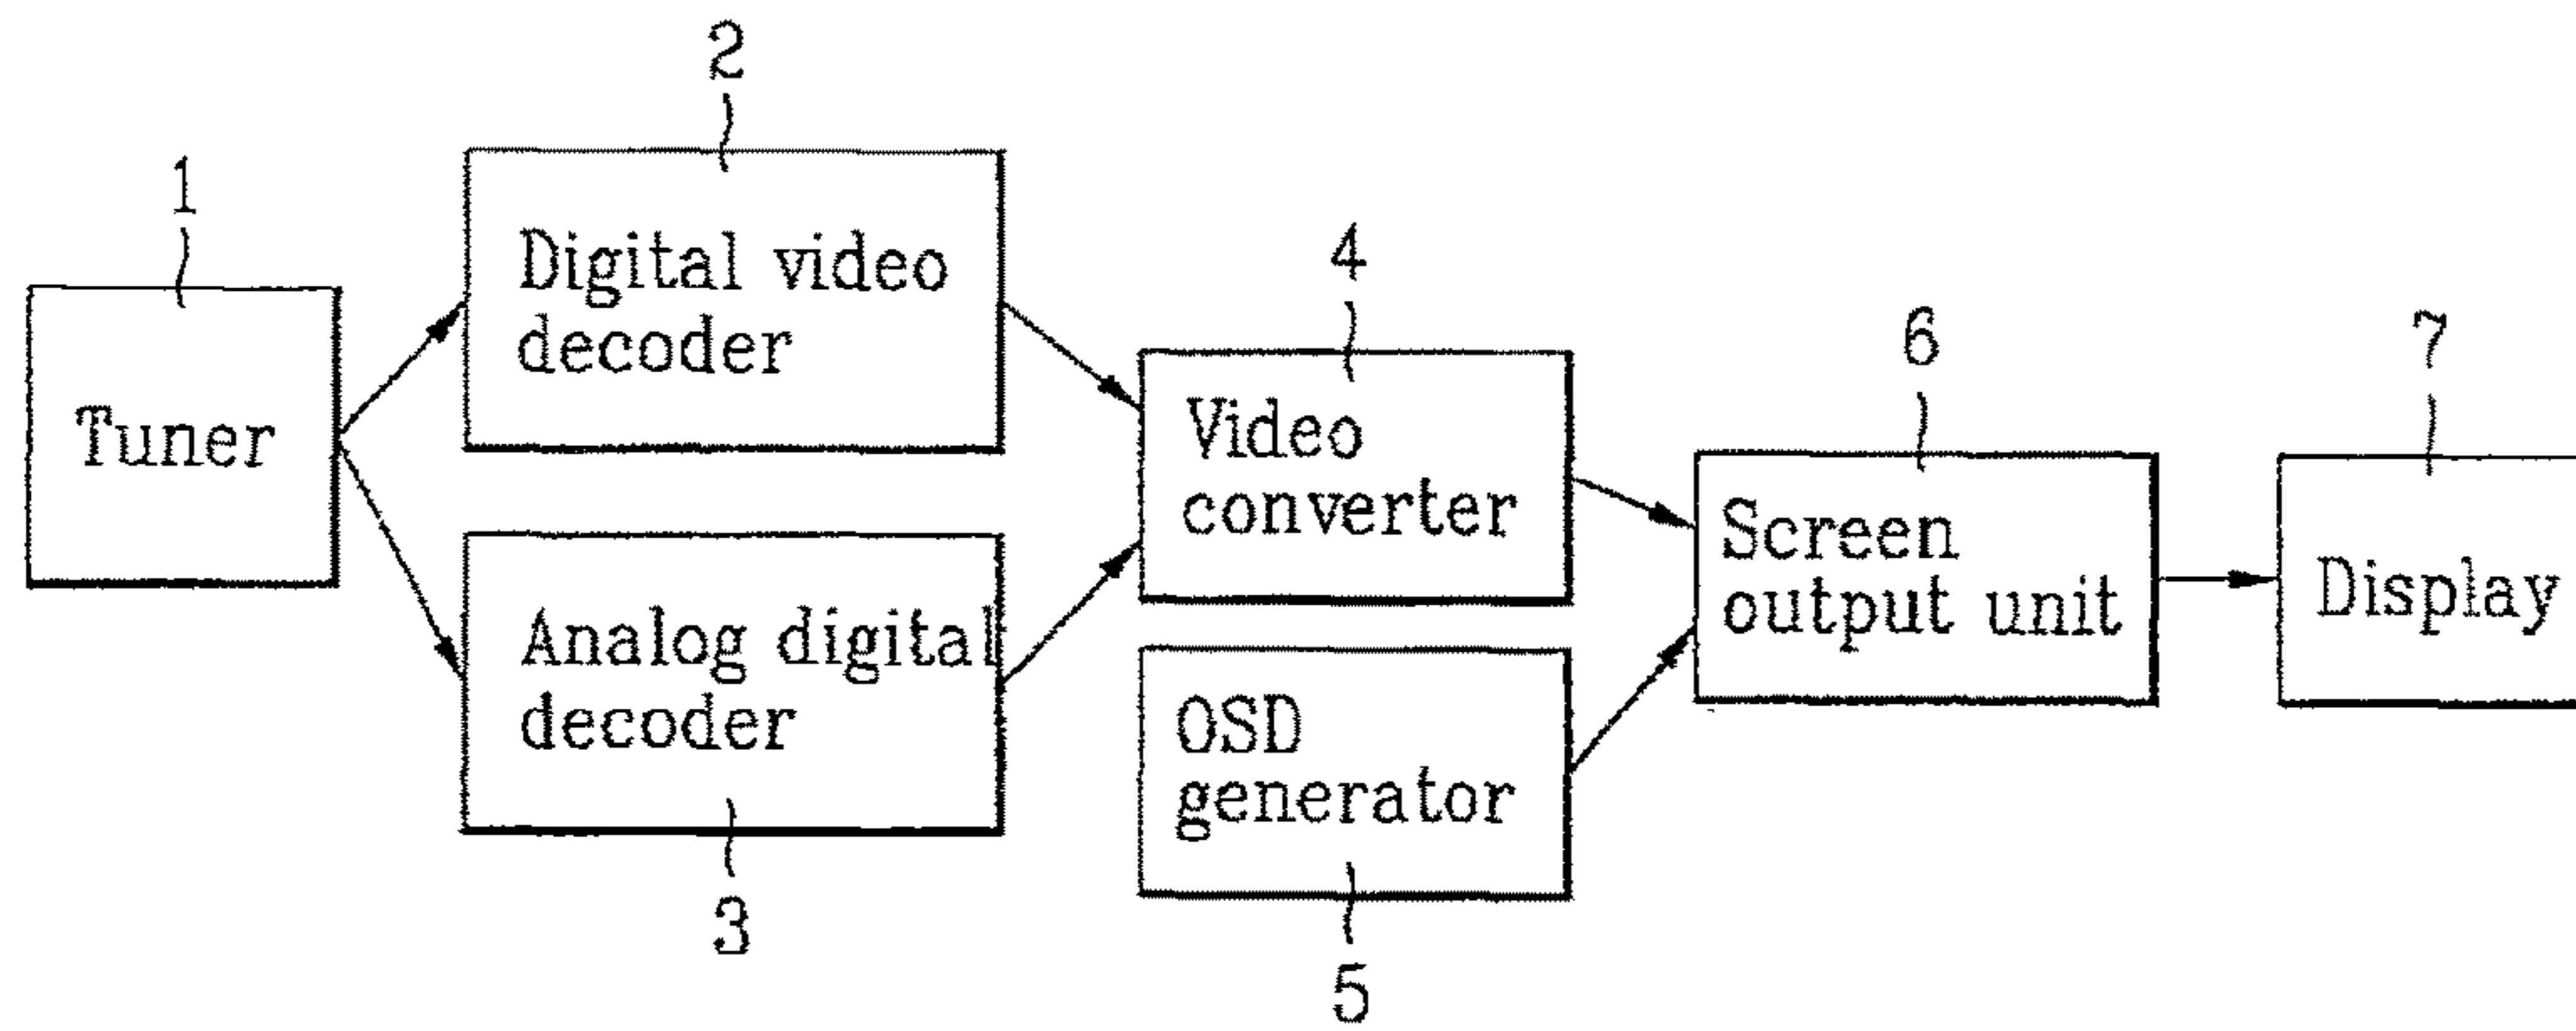 1
Tuner
2
Digital video
decoder
3
Analog digital
decoder
4
Video
converter
5
OSD
generator
6
Screen
output unit
7
Display